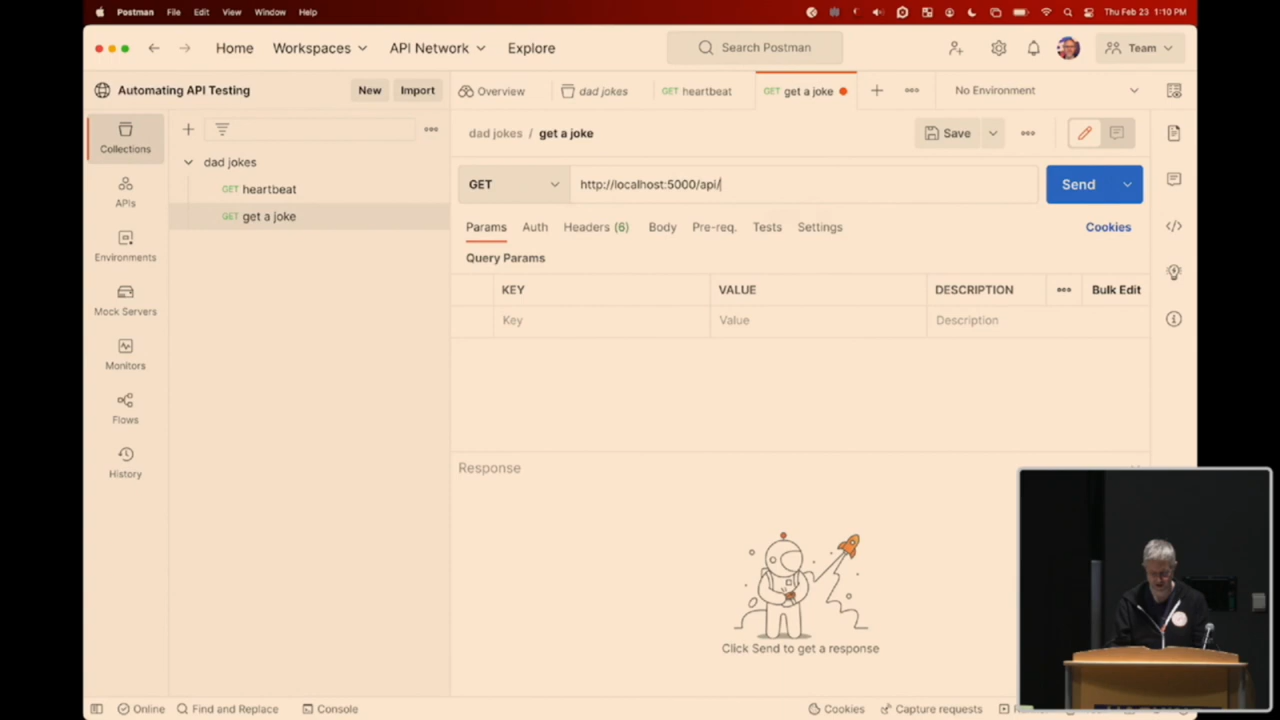 Postman File Edit View Window Help Thu Feb 23 1:10 PM
Home Workspaces API Network Explore Search Postman Team
Automating API Testing New Import Overview dad jokes GET heartbeat GET get a joke No Environment
Collections
dad jokes / get a joke Save
dad jokes
GET heartbeat
GET get a joke
GET http://localhost:5000/api/ Send
APIs
Params Auth Headers (6) Body Pre-req. Tests Settings Cookies
Environments
Query Params
KEY VALUE DESCRIPTION Bulk Edit
Mock Servers
Key Value Description
Monitors
Flows
History
Response
Click Send to get a response
Online Find and Replace Console Cookies Capture requests